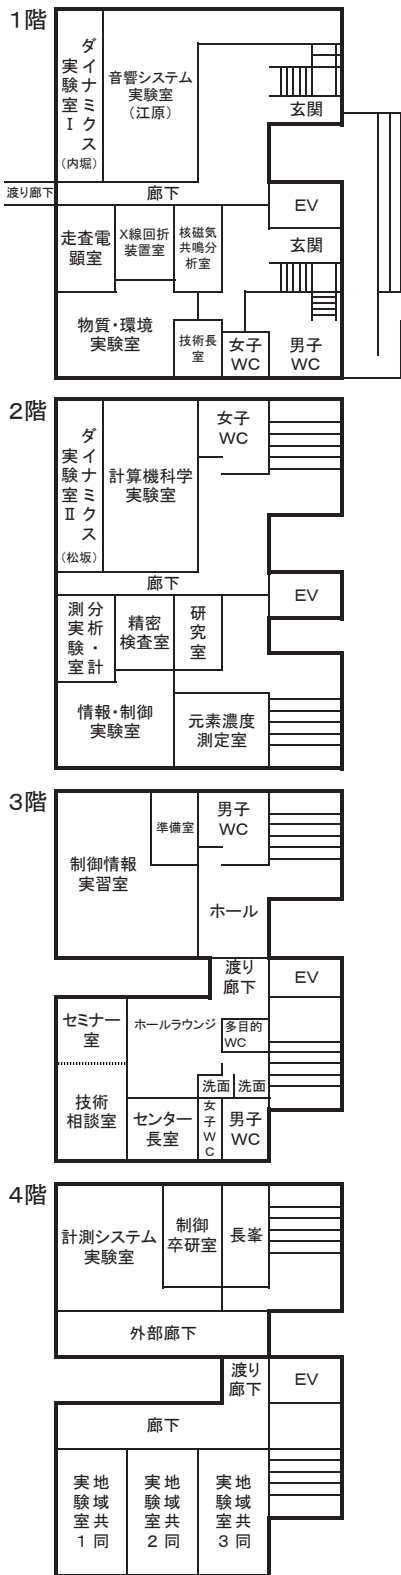 1階
ダイナミクス
実験室Ⅰ
(内堀)
音響システム
実験室
(江原)
玄関
渡り廊下
廊下
EV
走査電
顕室
X線回折
装置室
核磁気
共鳴分
析室
玄関
物質・環境
実験室
技術長
室
女子
WC
男子
WC
2階
ダイナミクス
実験室Ⅱ
(松坂)
計算機科学
実験室
女子
WC
廊下
EV
分析・計
測実験室
精密
検査室
研
究
室
情報・制御
実験室
元素濃度
測定室
3階
制御情報
実習室
準備室
男子
WC
ホール
渡り
廊下
EV
セミナー
室
ホールラウンジ
多目的
WC
技術
相談室
洗面
洗面
センター
長室
女子WC
男子
WC
4階
計測システム
実験室
制御
卒研室
長峯
外部廊下
渡り
廊下
EV
廊下
地域共同
実験室1
地域共同
実験室2
地域共同
実験室3